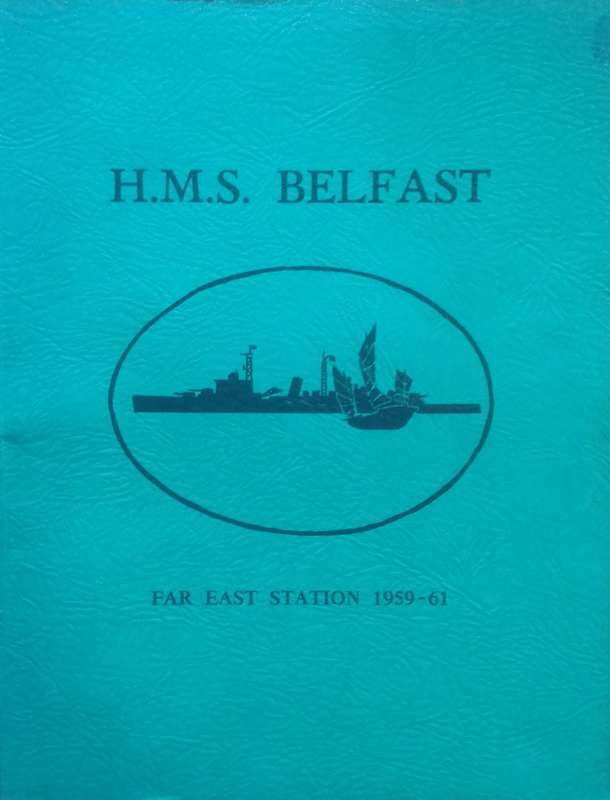 H.M.S. BELFAST
FAR EAST STATION 1959-61